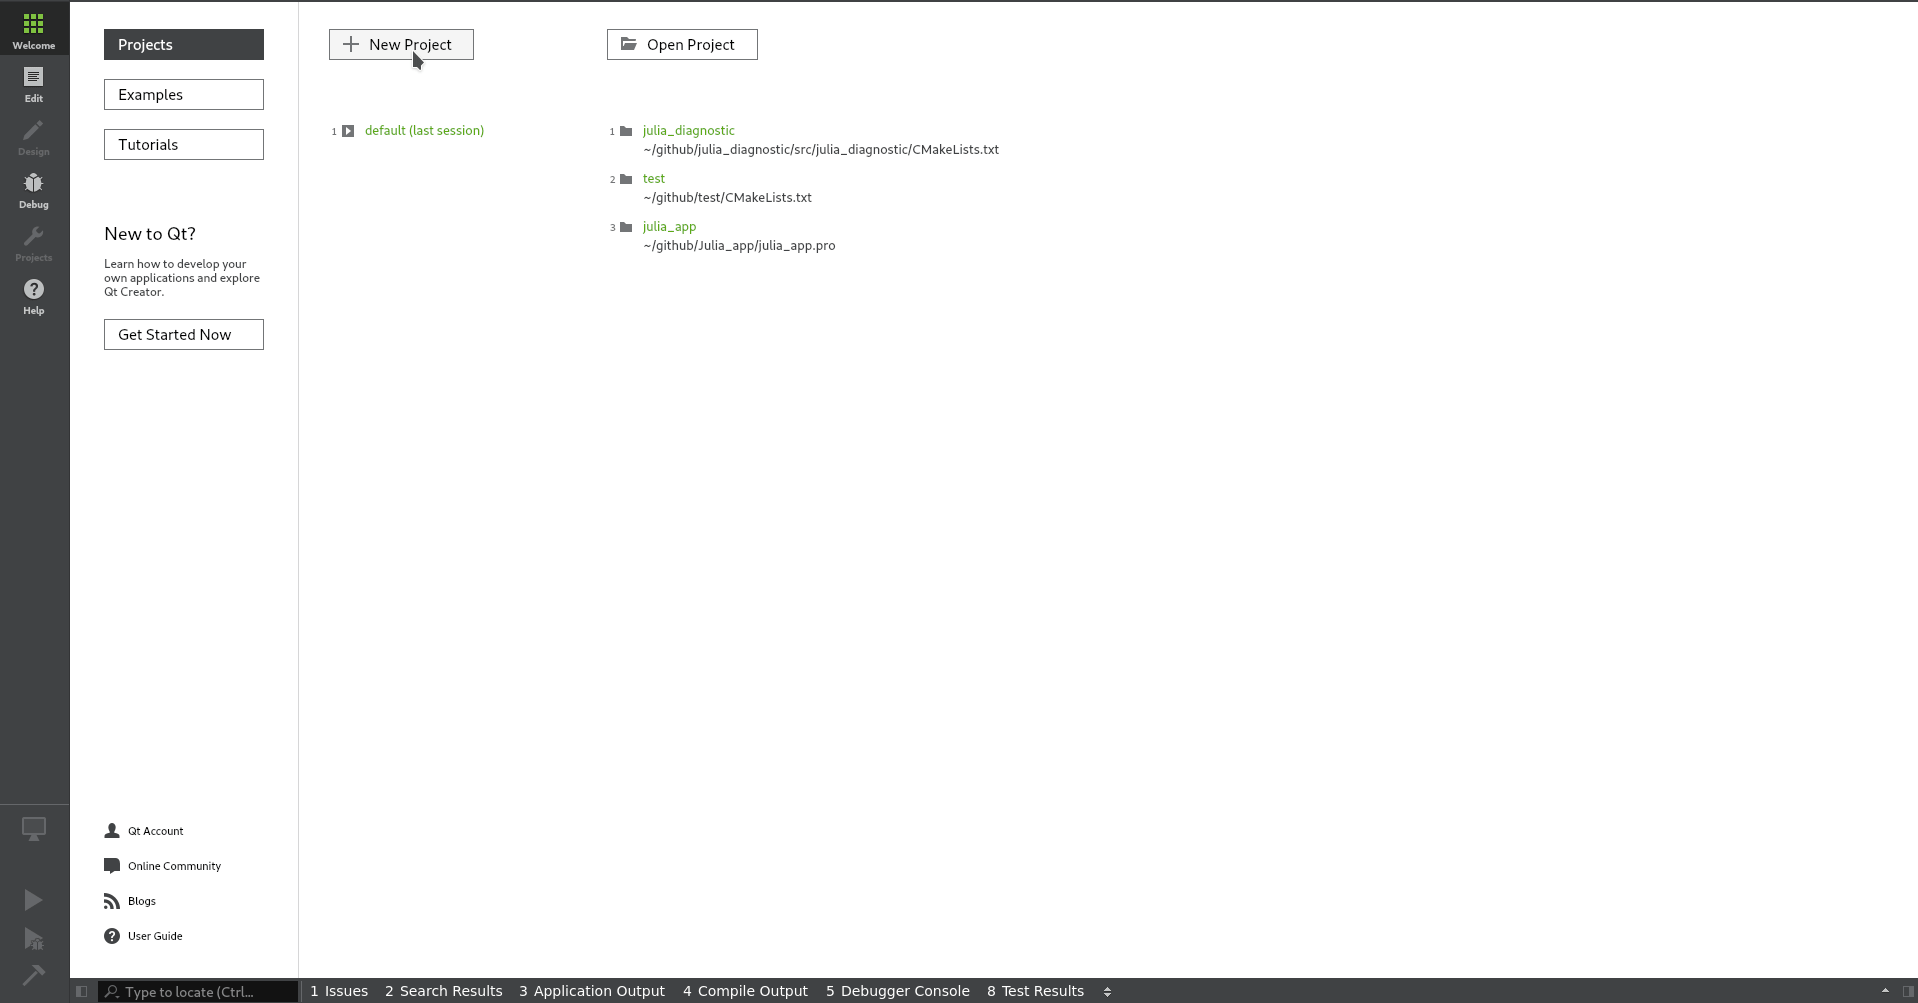 Welcome
Edit
Design
Debug
Projects
Help
Projects
Examples
Tutorials
New to Qt?
Learn how to develop your
own applications and explore
Qt Creator.
Get Started Now
Qt Account
Online Community
Blogs
User Guide
New Project
Open Project
1 default (last session)
1 julia_diagnostic
~/github/julia_diagnostic/src/julia_diagnostic/CMakeLists.txt
2 test
~/github/test/CMakeLists.txt
3 julia_app
~/github/Julia_app/julia_app.pro
Type to locate (Ctrl... 1 Issues 2 Search Results 3 Application Output 4 Compile Output 5 Debugger Console 8 Test Results